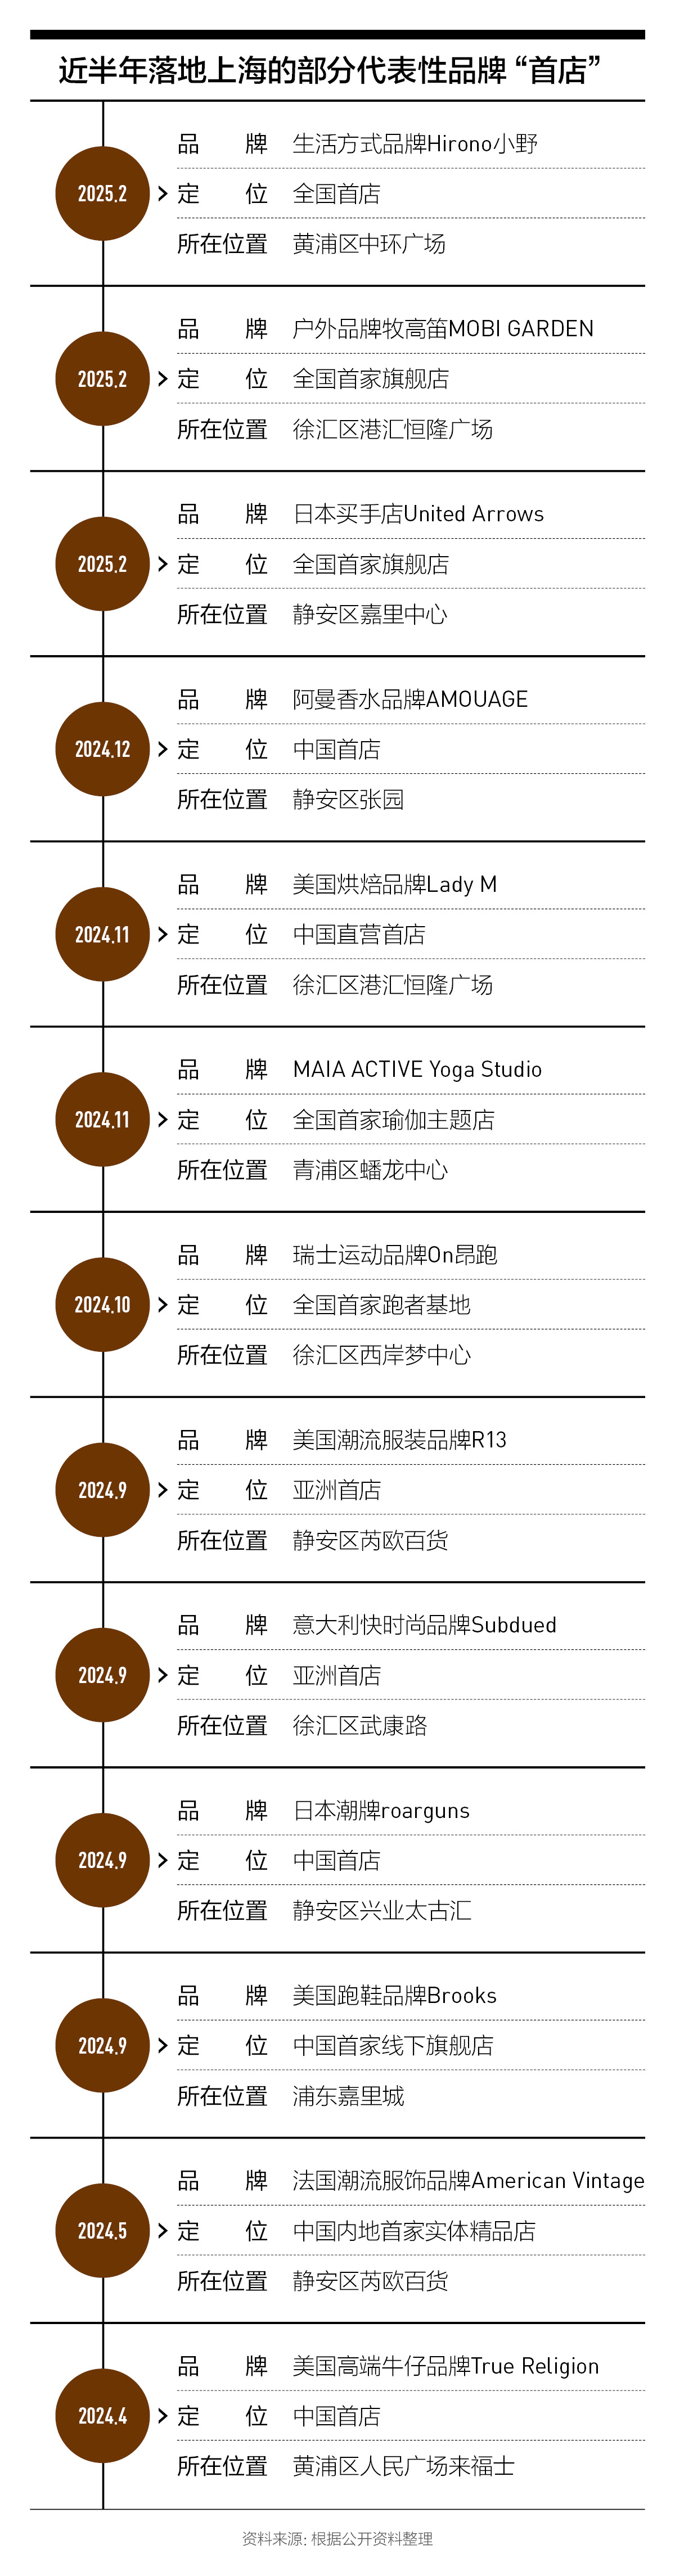 近半年落地上海的部分代表性品牌“首店”
品牌 生活方式品牌Hirono小野
2025.2 > 定位 全国首店
所在位置 黄浦区中环广场
品牌 户外品牌牧高笛MOBI GARDEN
2025.2 > 定位 全国首家旗舰店
所在位置 徐汇区港汇恒隆广场
品牌 日本买手店United Arrows
2025.2 > 定位 全国首家旗舰店
所在位置 静安区嘉里中心
品牌 阿曼香水品牌AMOUAGE
2024.12 > 定位 中国首店
所在位置 静安区张园
品牌 美国烘焙品牌Lady M
2024.11 > 定位 中国直营首店
所在位置 徐汇区港汇恒隆广场
品牌 MAIA ACTIVE Yoga Studio
2024.11 > 定位 全国首家瑜伽主题店
所在位置 青浦区蟠龙中心
品牌 瑞士运动品牌On昂跑
2024.10 > 定位 全国首家跑者基地
所在位置 徐汇区西岸梦中心
品牌 美国潮流服装品牌R13
2024.9 > 定位 亚洲首店
所在位置 静安区芮欧百货
品牌 意大利快时尚品牌Subdued
2024.9 > 定位 亚洲首店
所在位置 徐汇区武康路
品牌 日本潮牌roarguns
2024.9 > 定位 中国首店
所在位置 静安区兴业太古汇
品牌 美国跑鞋品牌Brooks
2024.9 > 定位 中国首家线下旗舰店
所在位置 浦东嘉里城
品牌 法国潮流服饰品牌American Vintage
2024.5 > 定位 中国内地首家实体精品店
所在位置 静安区芮欧百货
品牌 美国高端牛仔品牌True Religion
2024.4 > 定位 中国首店
所在位置 黄浦区人民广场来福士
资料来源: 根据公开资料整理